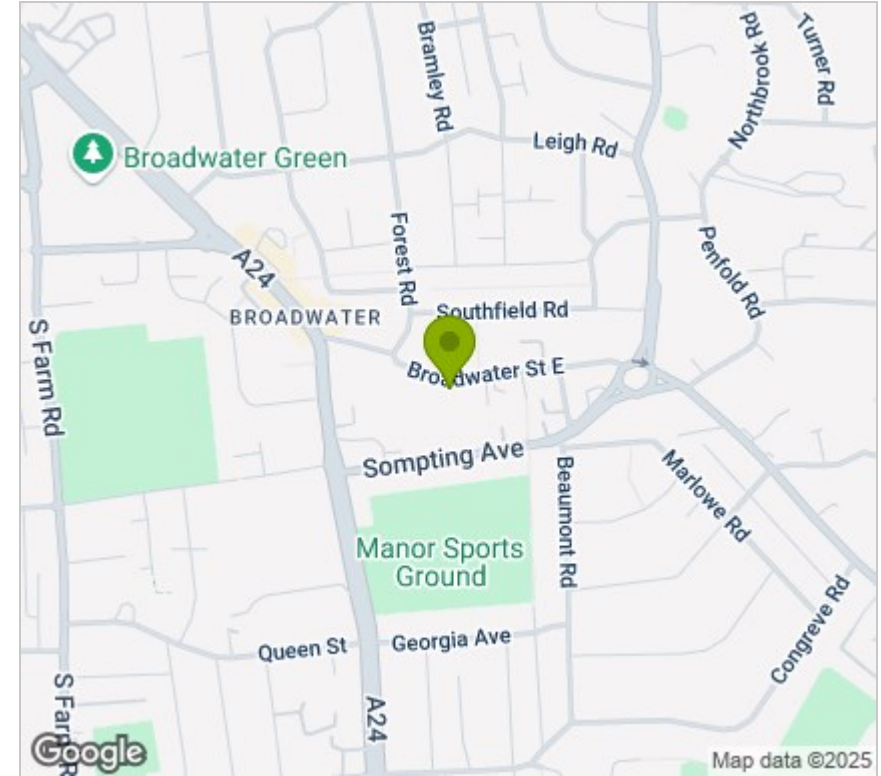 Bramley Rd
Northbrook Rd
Turner Rd
Leigh Rd
Broadwater Green
Forest Rd
A24
Penfold Rd
BROADWATER
Southfield Rd
S Farm Rd
Broadwater St E
Sompting Ave
Beaumont Rd
Marlowe Rd
Manor Sports
Ground
Congreve Rd
Queen St
Georgia Ave
S Farm R
A24
Google
Map data ©2025